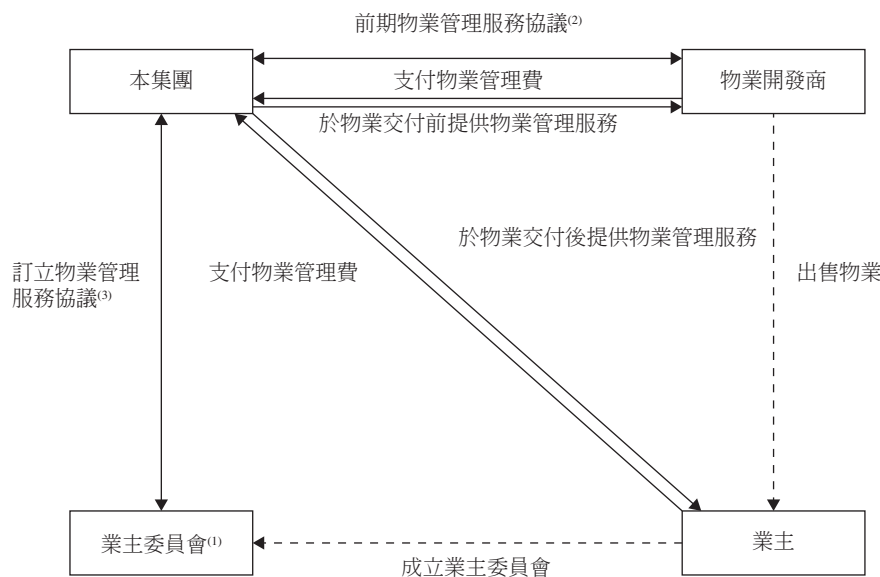 前期物業管理服務協議(2)
本集團
支付物業管理費
物業開發商
於物業交付前提供物業管理服務
於物業交付後提供物業管理服務
訂立物業管理
服務協議(3)
支付物業管理費
出售物業
業主委員會(1)
業主
成立業主委員會